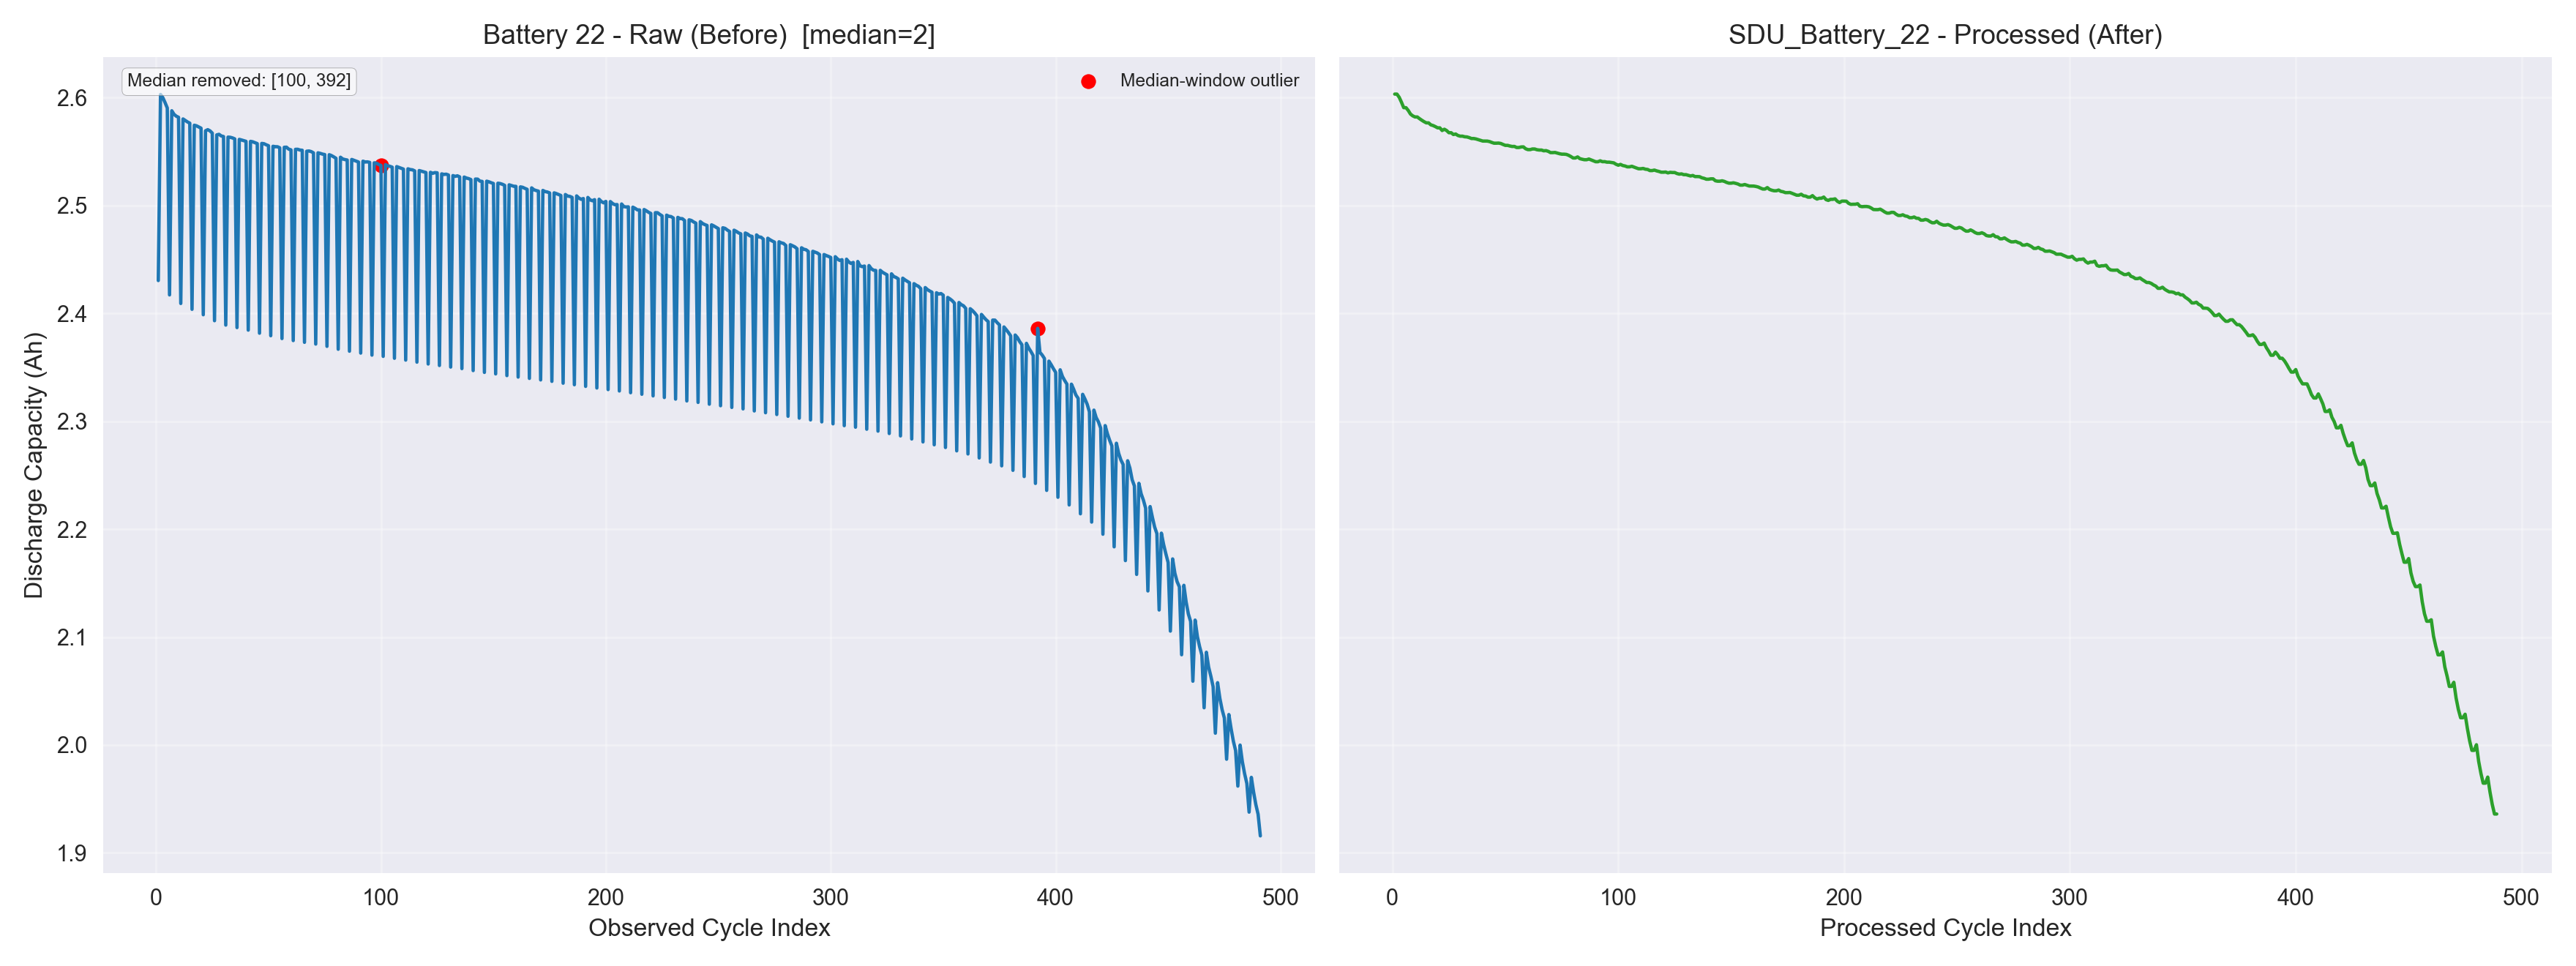 Battery 22 - Raw (Before)  [median=2]
Median removed: [100, 392]
Median-window outlier
2.6
2.5
2.4
2.3
2.2
2.1
2.0
1.9
Discharge Capacity (Ah)
0 100 200 300 400 500
Observed Cycle Index
SDU_Battery_22 - Processed (After)
0 100 200 300 400 500
Processed Cycle Index